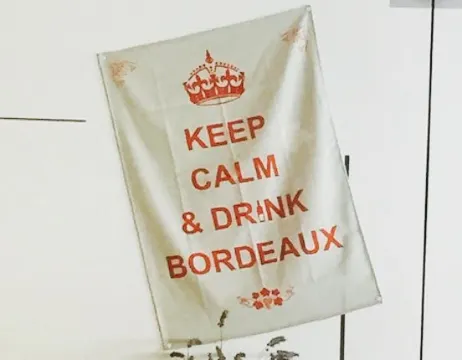 KEEP
CALM
& DRINK
BORDEAUX